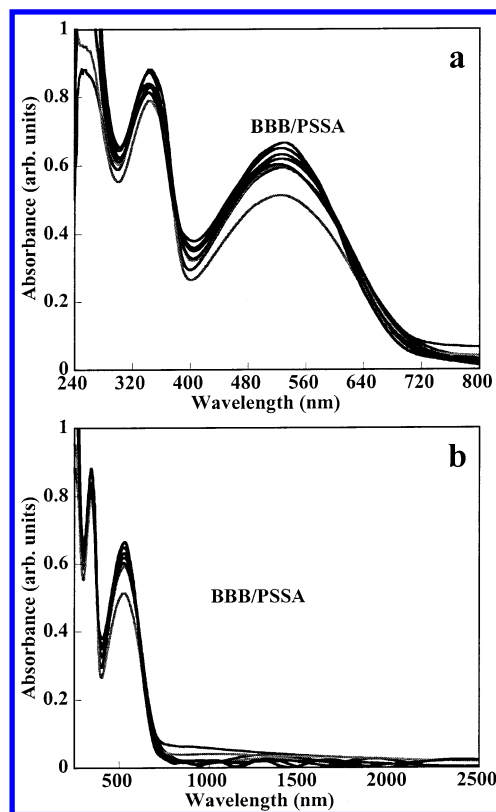 a
BBB/PSSA
Absorbance (arb. units)
1
0.8
0.6
0.4
0.2
0
240 320 400 480 560 640 720 800
Wavelength (nm)
b
BBB/PSSA
Absorbance (arb. units)
1
0.8
0.6
0.4
0.2
0
500 1000 1500 2000 2500
Wavelength (nm)